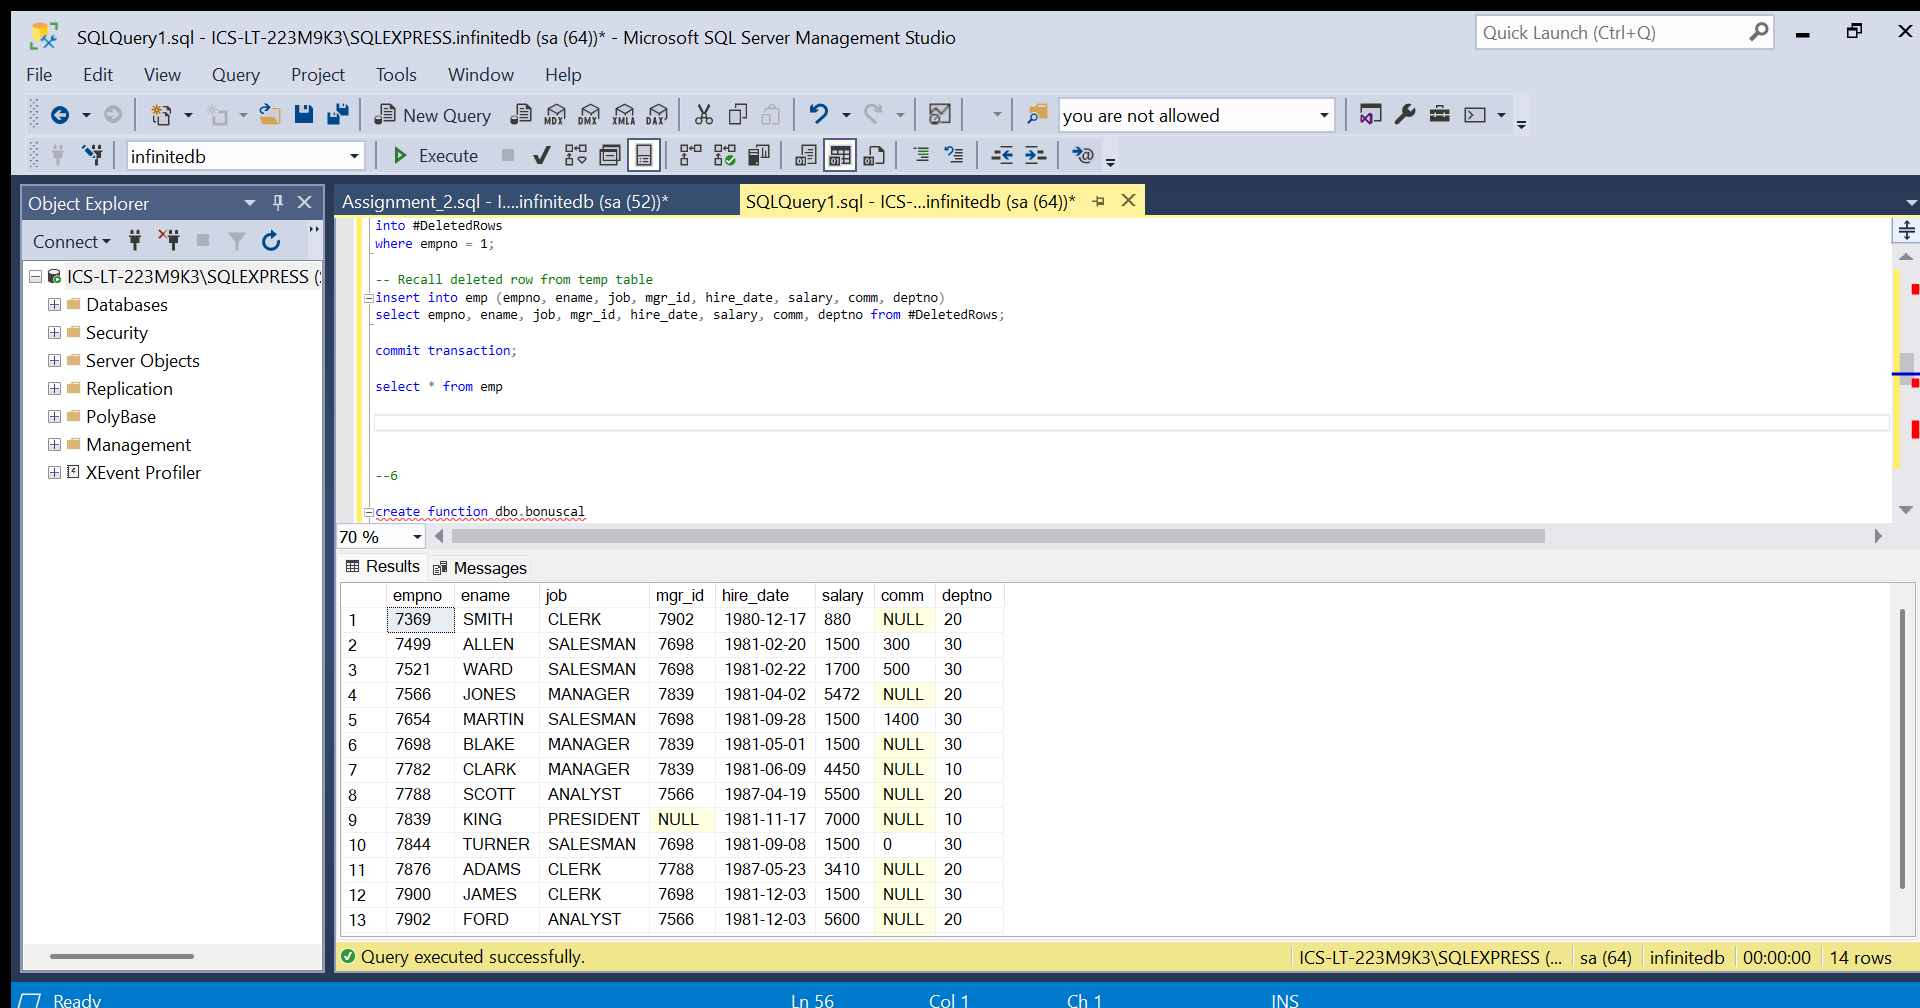 SQLQuery1.sql - ICS-LT-223M9K3\SQLEXPRESS.infinitedb (sa (64))* - Microsoft SQL Server Management Studio
Quick Launch (Ctrl+Q)
File Edit View Query Project Tools Window Help
New Query MDX DMX XMLA DAX you are not allowed
infinitedb Execute
Object Explorer
Assignment_2.sql - I....infinitedb (sa (52))* SQLQuery1.sql - ICS-...infinitedb (sa (64))*
Connect
ICS-LT-223M9K3\SQLEXPRESS (
Databases
Security
Server Objects
Replication
PolyBase
Management
XEvent Profiler
into #DeletedRows
where empno = 1;
-- Recall deleted row from temp table
insert into emp (empno, ename, job, mgr_id, hire_date, salary, comm, deptno)
select empno, ename, job, mgr_id, hire_date, salary, comm, deptno from #DeletedRows;
commit transaction;
select * from emp
--6
create function dbo.bonuscal
70 %
Results Messages
empno ename job mgr_id hire_date salary comm deptno
1 7369 SMITH CLERK 7902 1980-12-17 880 NULL 20
2 7499 ALLEN SALESMAN 7698 1981-02-20 1500 300 30
3 7521 WARD SALESMAN 7698 1981-02-22 1700 500 30
4 7566 JONES MANAGER 7839 1981-04-02 5472 NULL 20
5 7654 MARTIN SALESMAN 7698 1981-09-28 1500 1400 30
6 7698 BLAKE MANAGER 7839 1981-05-01 1500 NULL 30
7 7782 CLARK MANAGER 7839 1981-06-09 4450 NULL 10
8 7788 SCOTT ANALYST 7566 1987-04-19 5500 NULL 20
9 7839 KING PRESIDENT NULL 1981-11-17 7000 NULL 10
10 7844 TURNER SALESMAN 7698 1981-09-08 1500 0 30
11 7876 ADAMS CLERK 7788 1987-05-23 3410 NULL 20
12 7900 JAMES CLERK 7698 1981-12-03 1500 NULL 30
13 7902 FORD ANALYST 7566 1981-12-03 5600 NULL 20
Query executed successfully. ICS-LT-223M9K3\SQLEXPRESS (... sa (64) infinitedb 00:00:00 14 rows
Ready Ln 56 Col 1 Ch 1 INS